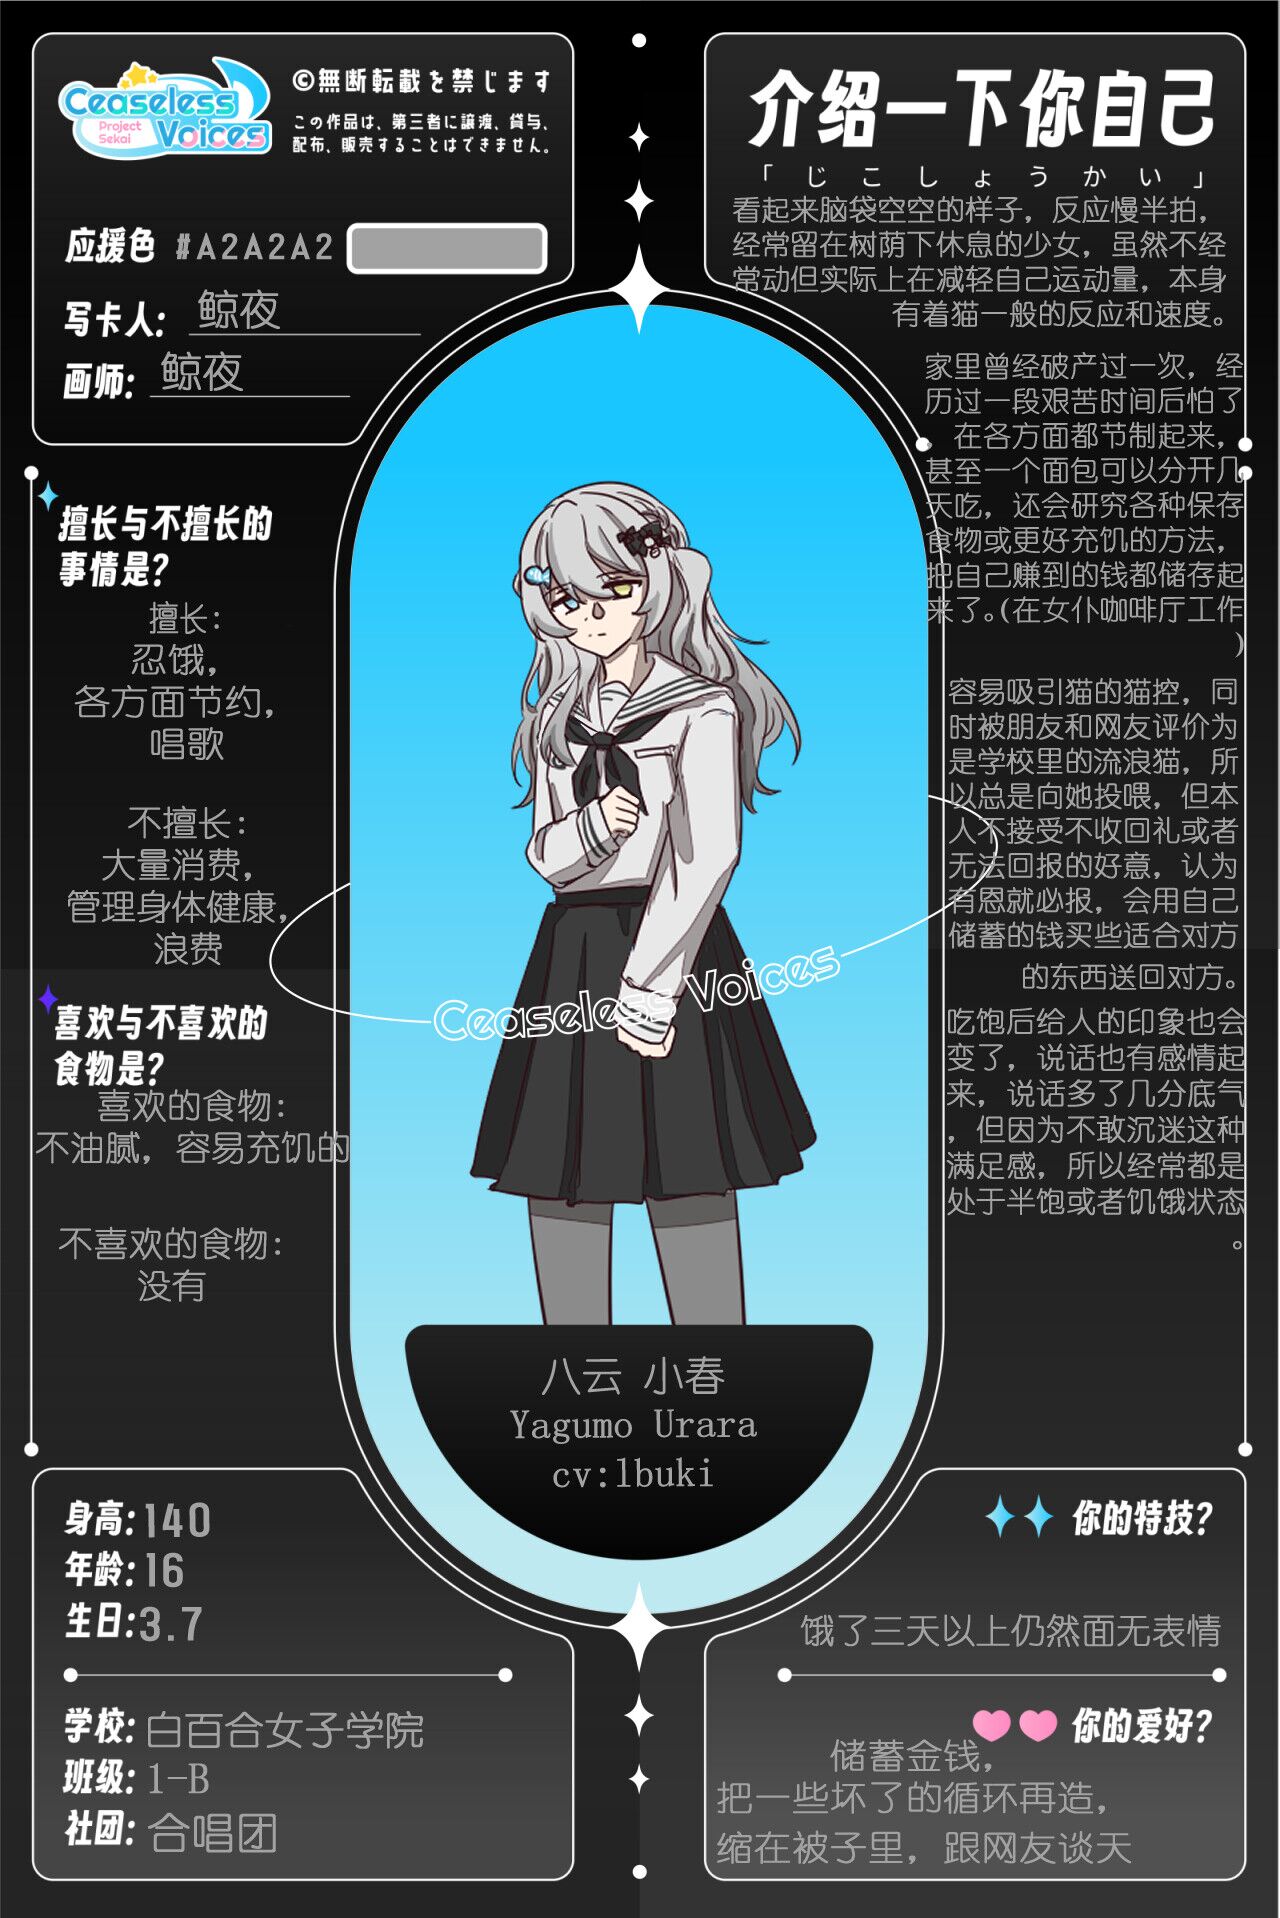 Ceaseless
Project
Sekai
Voices
©無断転載を禁じます
この作品は、第三者に譲渡、貸与、
配布、販売することはできません。
应援色 #A2A2A2
写卡人: 鲸夜
画师: 鲸夜
介绍一下你自己
「じこしょうかい」
看起来脑袋空空的样子，反应慢半拍，
经常留在树荫下休息的少女，虽然不经
常动但实际上在减轻自己运动量，本身
有着猫一般的反应和速度。
家里曾经破产过一次，经
历过一段艰苦时间后怕了
，在各方面都节制起来，
甚至一个面包可以分开几
天吃，还会研究各种保存
食物或更好充饥的方法，
把自己赚到的钱都储存起
来了。(在女仆咖啡厅工作
)
容易吸引猫的猫控，同
时被朋友和网友评价为
是学校里的流浪猫，所
以总是向她投喂，但本
人不接受不收回礼或者
无法回报的好意，认为
有恩就必报，会用自己
储蓄的钱买些适合对方
的东西送回对方。
吃饱后给人的印象也会
变了，说话也有感情起
来，说话多了几分底气
，但因为不敢沉迷这种
满足感，所以经常都是
处于半饱或者饥饿状态
。
擅长与不擅长的
事情是?
擅长:
忍饿，
各方面节约，
唱歌
不擅长:
大量消费，
管理身体健康，
浪费
喜欢与不喜欢的
食物是?
喜欢的食物:
不油腻，容易充饥的
不喜欢的食物:
没有
Ceaseless Voices
八云 小春
Yagumo Urara
cv:lbuki
身高:140
年龄:16
生日:3.7
学校:白百合女子学院
班级:1-B
社团:合唱团
你的特技?
饿了三天以上仍然面无表情
你的爱好?
储蓄金钱，
把一些坏了的循环再造，
缩在被子里，跟网友谈天